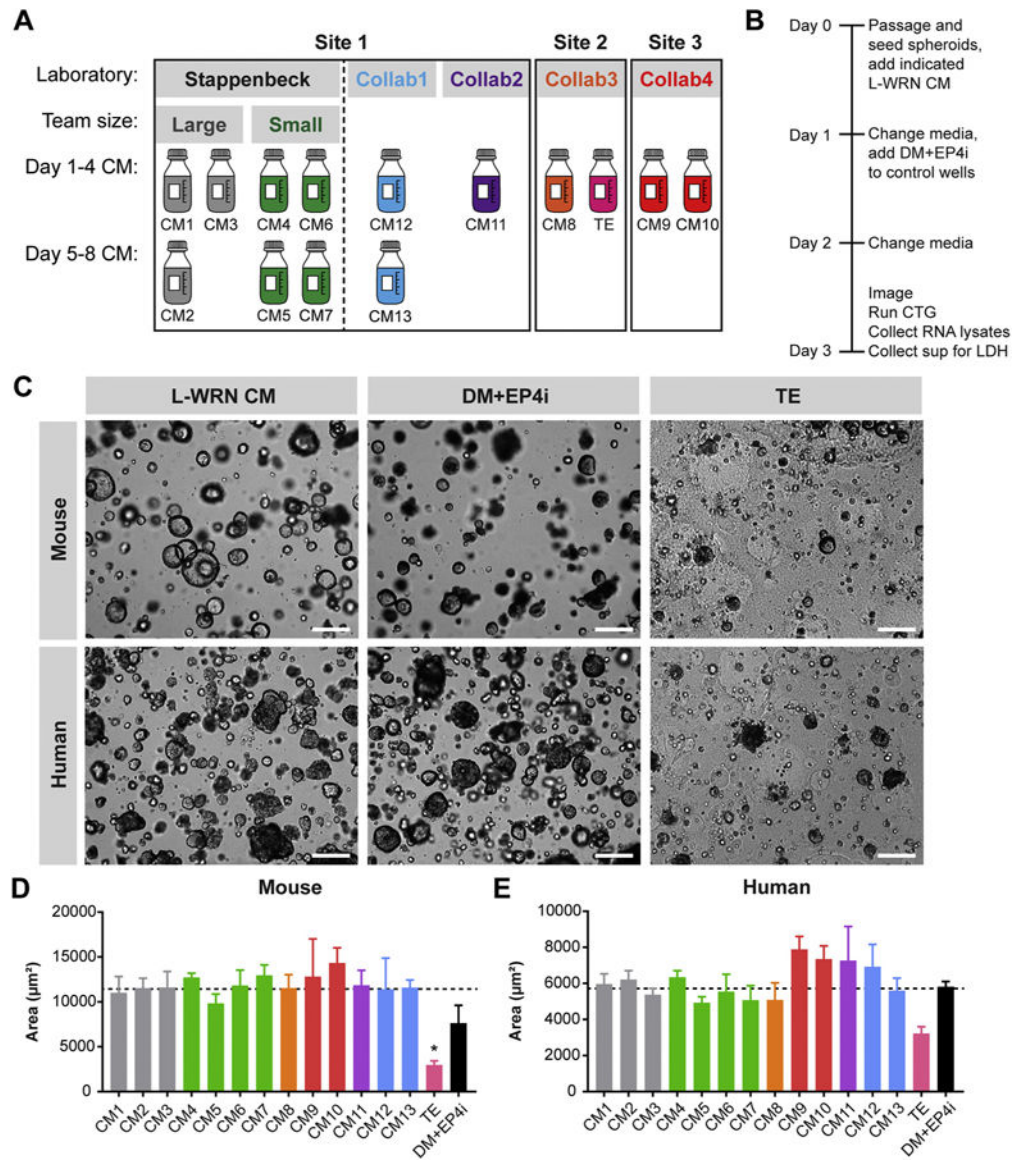 A
Site 1 Site 2 Site 3
Laboratory: Stappenbeck Collab1 Collab2 Collab3 Collab4
Team size: Large Small
Day 1-4 CM:
CM1 CM3 CM4 CM6 CM12 CM11 CM8 TE CM9 CM10
Day 5-8 CM:
CM2 CM5 CM7 CM13
B
Day 0 Passage and
seed spheroids,
add indicated
L-WRN CM
Day 1 Change media,
add DM+EP4i
to control wells
Day 2 Change media
Image
Run CTG
Collect RNA lysates
Day 3 Collect sup for LDH
C
L-WRN CM DM+EP4i TE
Mouse
Human
D
Mouse
Area (µm²)
20000
15000
10000
5000
0
*
CM1 CM2 CM3 CM4 CM5 CM6 CM7 CM8 CM9 CM10 CM11 CM12 CM13 TE DM+EP4i
E
Human
Area (µm²)
10000
8000
6000
4000
2000
0
CM1 CM2 CM3 CM4 CM5 CM6 CM7 CM8 CM9 CM10 CM11 CM12 CM13 TE DM+EP4i